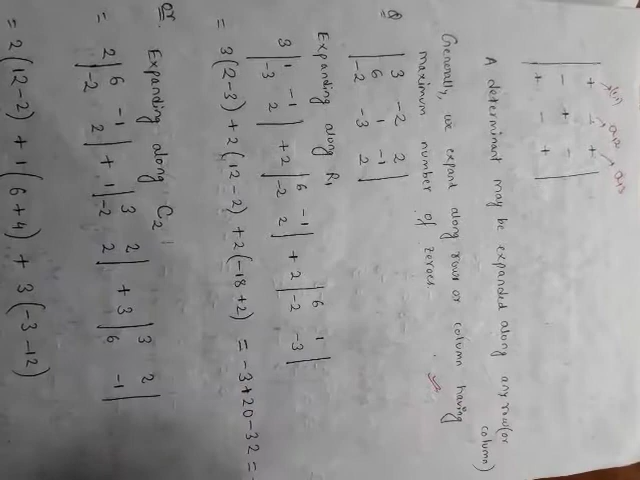 a11 a12 a13
| + - + |
| - + - |
| + - + |
A determinant may be expanded along any row (or column)
Generally, we expand along rows or column having
maximum number of zeroes.
Q | 3 -2 2 |
| 6 1 -1 |
| -2 -3 2 |
Expanding along R1
3 | 1 -1 | + 2 | 6 -1 | + 2 | 6 1 |
| -3 2 | | -2 2 | | -2 -3 |
= 3(2-3) + 2(12-2) + 2(-18+2) = -3+20-32 = -
or. Expanding along C2
= 2 | 6 -1 | + 1 | 3 2 | + 3 | 3 2 |
| -2 2 | | -2 2 | | 6 -1 |
= 2(12-2) + 1(6+4) + 3(-3-12)